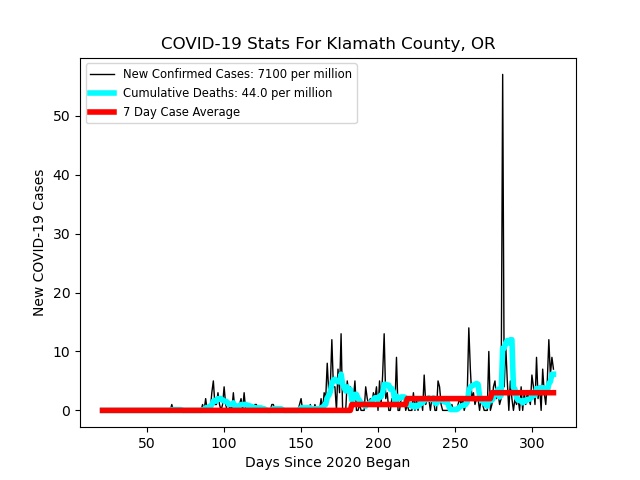 COVID-19 Stats For Klamath County, OR
New Confirmed Cases: 7100 per million
Cumulative Deaths: 44.0 per million
7 Day Case Average
New COVID-19 Cases
50
40
30
20
10
0
50 100 150 200 250 300
Days Since 2020 Began